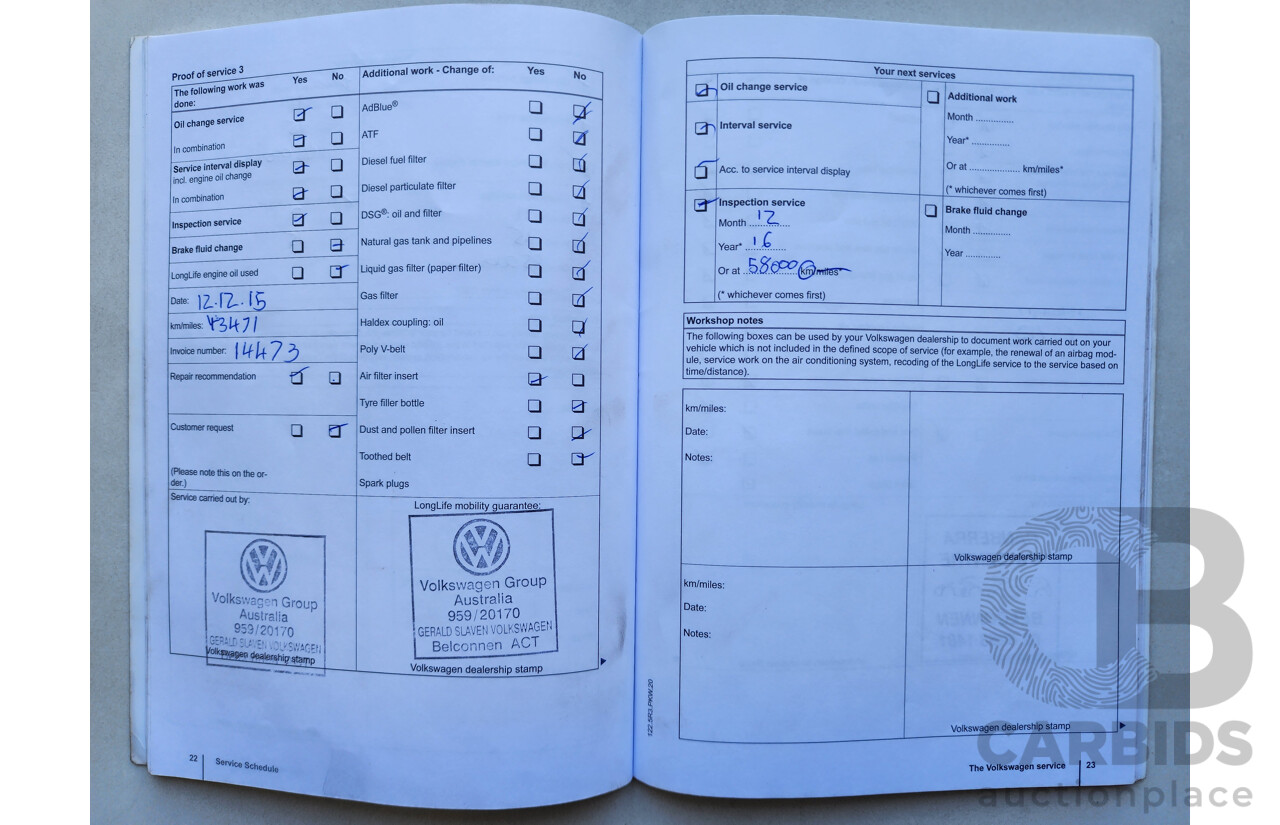 Proof of service 3
The following work was done: Yes No
Oil change service
In combination
Service interval display
incl. engine oil change
In combination
Inspection service
Brake fluid change
LongLife engine oil used
Date: 12.12.15
km/miles: 43471
Invoice number: 14473
Repair recommendation
Customer request
(Please note this on the or-
der.)
Service carried out by:
Volkswagen Group
Australia
959/20170
GERALD SLAVEN VOLKSWAGEN
Volkswagen dealership stamp
Additional work - Change of: Yes No
AdBlue®
ATF
Diesel fuel filter
Diesel particulate filter
DSG®: oil and filter
Natural gas tank and pipelines
Liquid gas filter (paper filter)
Gas filter
Haldex coupling: oil
Poly V-belt
Air filter insert
Tyre filler bottle
Dust and pollen filter insert
Toothed belt
Spark plugs
LongLife mobility guarantee:
Volkswagen Group
Australia
959/20170
GERALD SLAVEN VOLKSWAGEN
Belconnen ACT
Volkswagen dealership stamp
22 Service Schedule
Your next services
Oil change service
Interval service
Acc. to service interval display
Inspection service
Month 12
Year* 16
Or at 58000 km/miles*
(* whichever comes first)
Additional work
Month ..............
Year* ..............
Or at ................... km/miles*
(* whichever comes first)
Brake fluid change
Month ..............
Year .............
Workshop notes
The following boxes can be used by your Volkswagen dealership to document work carried out on your
vehicle which is not included in the defined scope of service (for example, the renewal of an airbag mod-
ule, service work on the air conditioning system, recoding of the LongLife service to the service based on
time/distance).
km/miles:
Date:
Notes:
Volkswagen dealership stamp
km/miles:
Date:
Notes:
Volkswagen dealership stamp
122.5R3.PKW.20
The Volkswagen service 23
CARBIDS
auctionplace